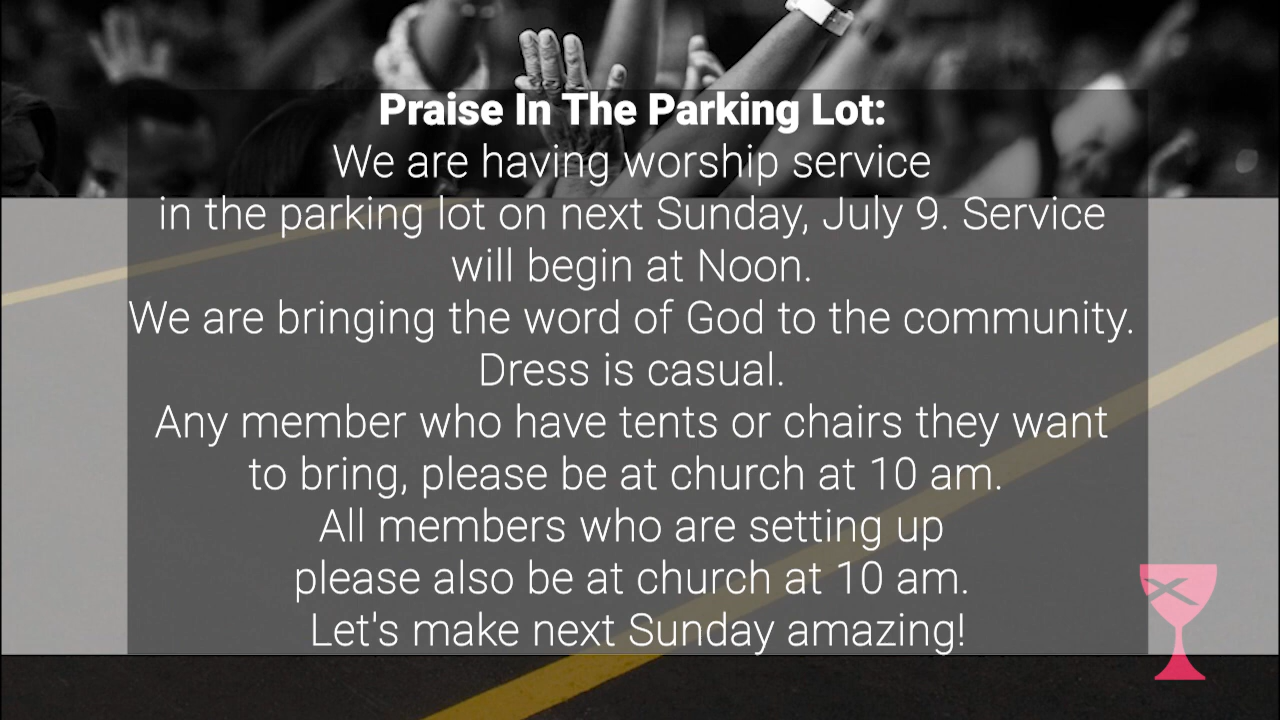 Praise In The Parking Lot:
We are having worship service
in the parking lot on next Sunday, July 9. Service
will begin at Noon.
We are bringing the word of God to the community.
Dress is casual.
Any member who have tents or chairs they want
to bring, please be at church at 10 am.
All members who are setting up
please also be at church at 10 am.
Let's make next Sunday amazing!